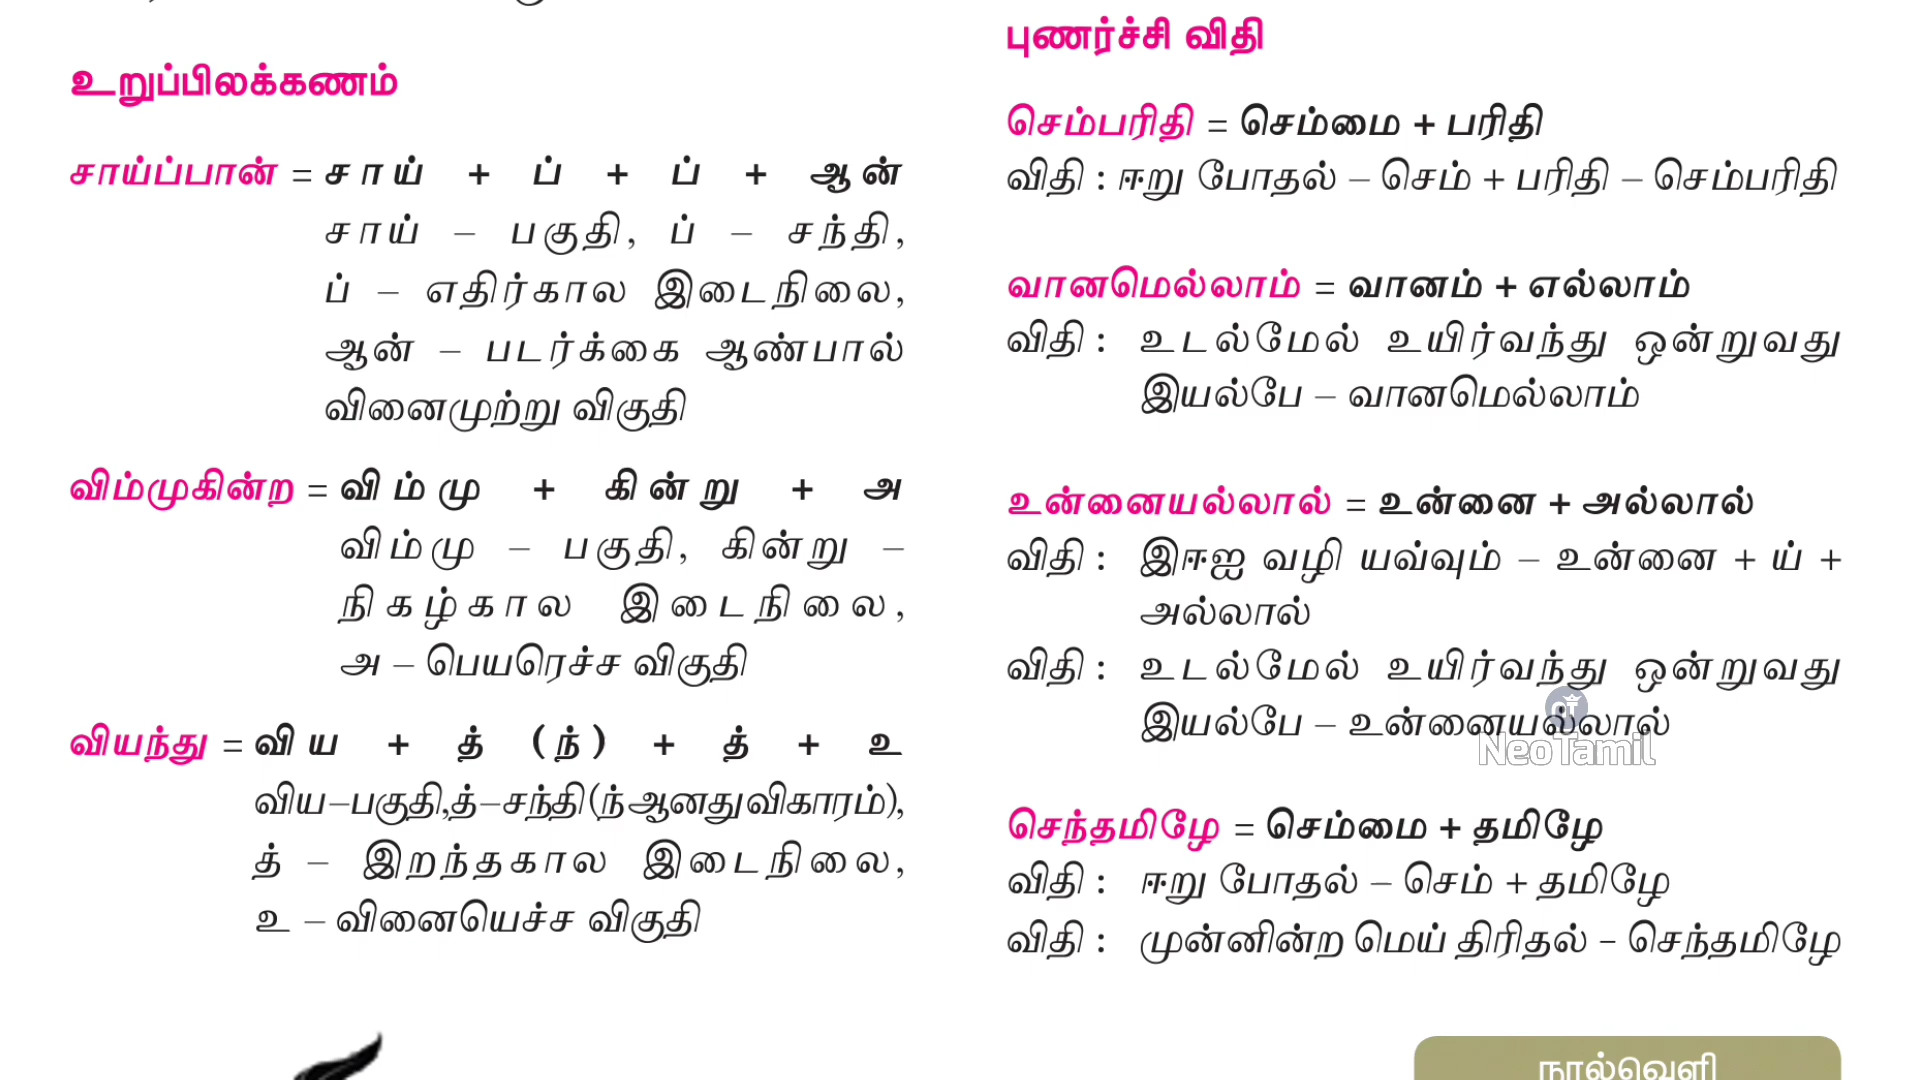 உறுப்பிலக்கணம்
சாய்ப்பான் = சாய் + ப் + ப் + ஆன்
சாய் – பகுதி, ப் – சந்தி,
ப் – எதிர்கால இடைநிலை,
ஆன் – படர்க்கை ஆண்பால்
வினைமுற்று விகுதி
விம்முகின்ற = விம்மு + கின்று + அ
விம்மு – பகுதி, கின்று –
நிகழ்கால இடைநிலை,
அ – பெயரெச்ச விகுதி
வியந்து = விய + த் (ந்) + த் + உ
விய–பகுதி,த்–சந்தி(ந்ஆனதுவிகாரம்),
த் – இறந்தகால இடைநிலை,
உ – வினையெச்ச விகுதி
புணர்ச்சி விதி
செம்பரிதி = செம்மை + பரிதி
விதி : ஈறு போதல் – செம் + பரிதி – செம்பரிதி
வானமெல்லாம் = வானம் + எல்லாம்
விதி : உடல்மேல் உயிர்வந்து ஒன்றுவது
இயல்பே – வானமெல்லாம்
உன்னையல்லால் = உன்னை + அல்லால்
விதி : இஈஐ வழி யவ்வும் – உன்னை + ய் +
அல்லால்
விதி : உடல்மேல் உயிர்வந்து ஒன்றுவது
இயல்பே – உன்னையல்லால்
NeoTamil
செந்தமிழே = செம்மை + தமிழே
விதி : ஈறு போதல் – செம் + தமிழே
விதி : முன்னின்ற மெய் திரிதல் - செந்தமிழே
நூல்வெளி